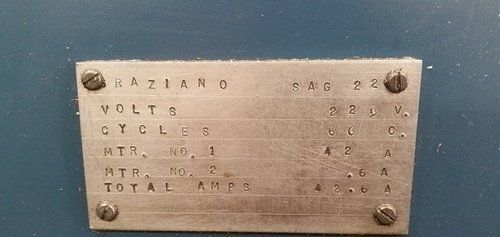 RAZIANO SAG 22
VOLTS 220 V.
CYCLES 60 C.
MTR. NO. 1 42 A
MTR. NO. 2 .6 A
TOTAL AMPS 42.6 A